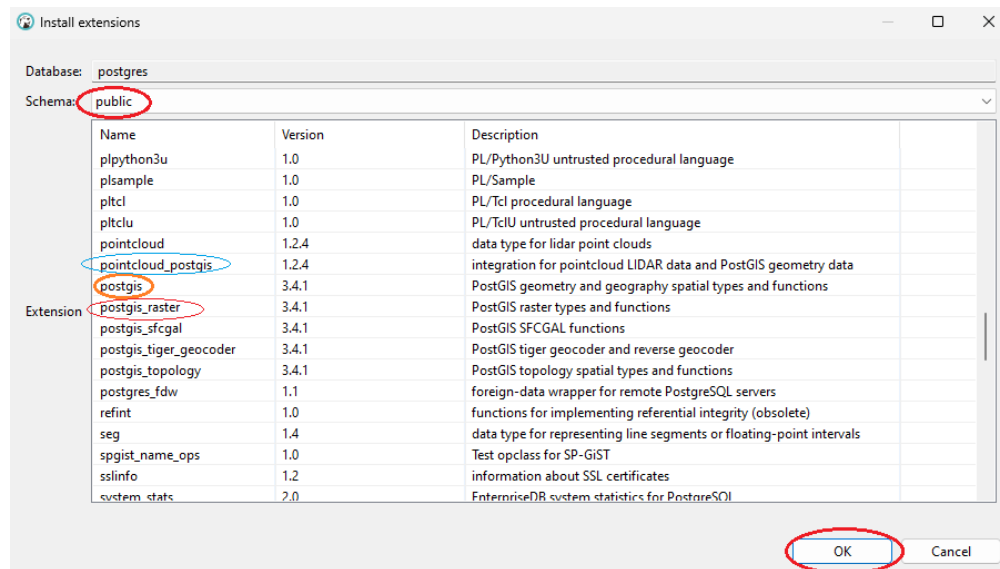 Install extensions
Database: postgres
Schema: public
Name Version Description
plpython3u 1.0 PL/Python3U untrusted procedural language
plsample 1.0 PL/Sample
pltcl 1.0 PL/Tcl procedural language
pltclu 1.0 PL/TclU untrusted procedural language
pointcloud 1.2.4 data type for lidar point clouds
pointcloud_postgis 1.2.4 integration for pointcloud LIDAR data and PostGIS geometry data
postgis 3.4.1 PostGIS geometry and geography spatial types and functions
Extension postgis_raster 3.4.1 PostGIS raster types and functions
postgis_sfcgal 3.4.1 PostGIS SFCGAL functions
postgis_tiger_geocoder 3.4.1 PostGIS tiger geocoder and reverse geocoder
postgis_topology 3.4.1 PostGIS topology spatial types and functions
postgres_fdw 1.1 foreign-data wrapper for remote PostgreSQL servers
refint 1.0 functions for implementing referential integrity (obsolete)
seg 1.4 data type for representing line segments or floating-point intervals
spgist_name_ops 1.0 Test opclass for SP-GiST
sslinfo 1.2 information about SSL certificates
system_stats 2.0 EnterpriseDB system statistics for PostgreSQL
OK Cancel